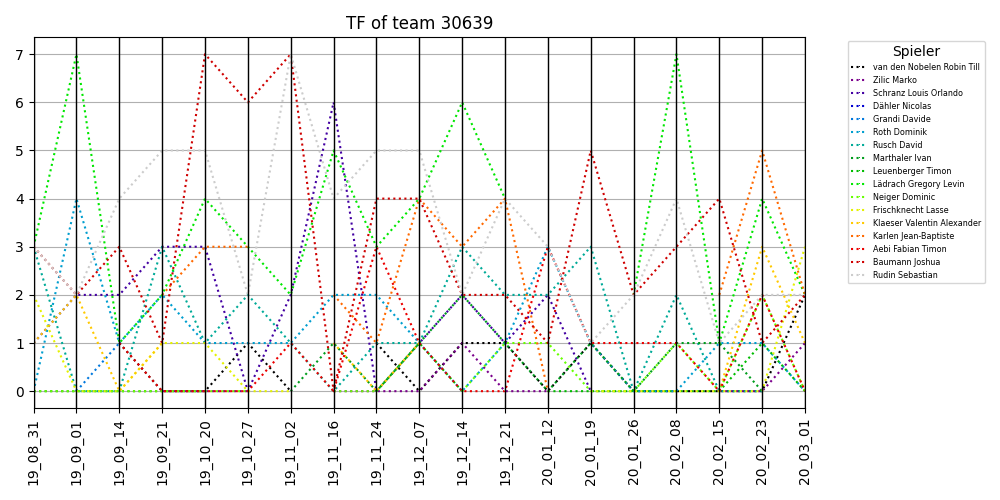 TF of team 30639
7
6
5
4
3
2
1
0
19_08_31
19_09_01
19_09_14
19_09_21
19_10_20
19_10_27
19_11_02
19_11_16
19_11_24
19_12_07
19_12_14
19_12_21
20_01_12
20_01_19
20_01_26
20_02_08
20_02_15
20_02_23
20_03_01
Spieler
van den Nobelen Robin Till
Zilic Marko
Schranz Louis Orlando
Dähler Nicolas
Grandi Davide
Roth Dominik
Rusch David
Marthaler Ivan
Leuenberger Timon
Lädrach Gregory Levin
Neiger Dominic
Frischknecht Lasse
Klaeser Valentin Alexander
Karlen Jean-Baptiste
Aebi Fabian Timon
Baumann Joshua
Rudin Sebastian